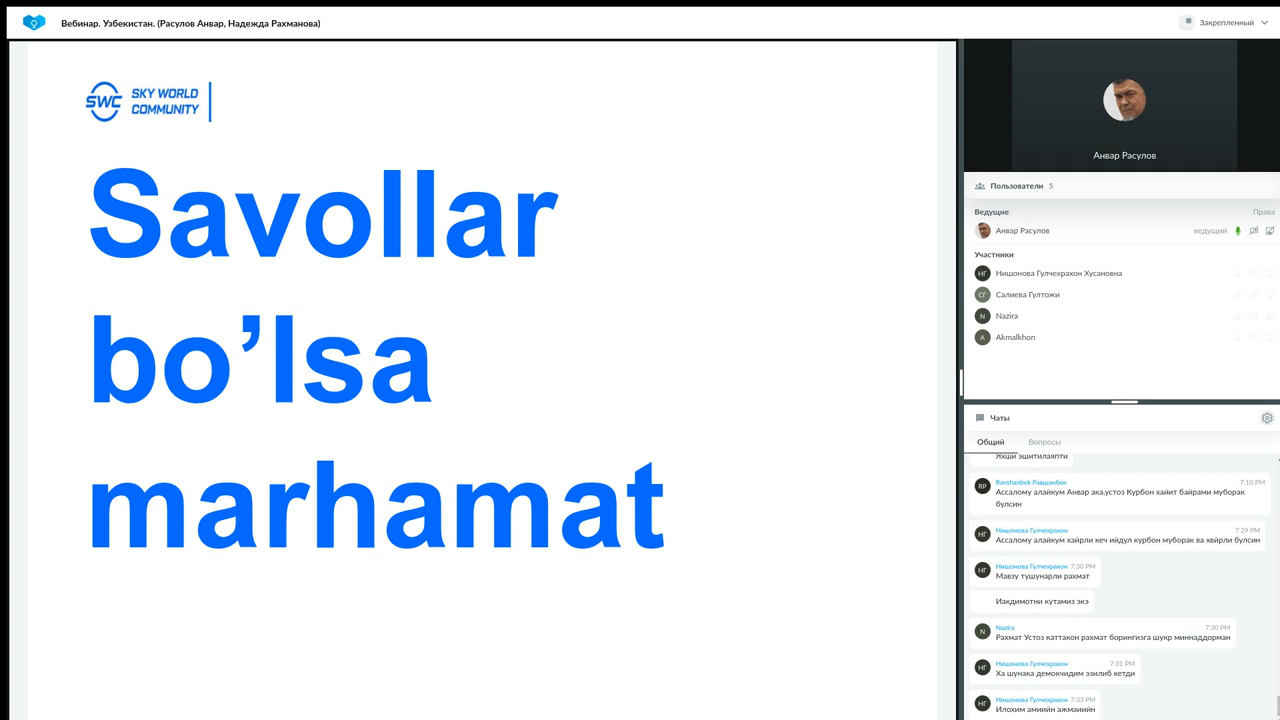 Вебинар. Узбекистан. (Расулов Анвар, Надежда Рахманова)
Закрепленный
SWC SKY WORLD
COMMUNITY
Savollar
bo’lsa
marhamat
Анвар Расулов
Пользователи 5
Ведущие Права
Анвар Расулов ведущий
Участники
НГ Нишонова Гулчехрахон Хусановна
СГ Салиева Гултожи
N Nazira
A Akmalkhon
Чаты
Общий Вопросы
Яхши эшитилаяпти
RP Ravshanbek Равшанбек 7:10 PM
Ассалому алайкум Анвар ака,устоз Курбон хайит байрами муборак
булсин
НГ Нишонова Гулчехрахон 7:29 PM
Ассалому алайкум хайрли кеч ийдул курбон муборак ва хвйрли булсин
НГ Нишонова Гулчехрахон 7:30 PM
Мавзу тушунарли рахмат
Иакдимотни кутамиз экэ
N Nazira 7:30 PM
Рахмат Устоз каттакон рахмат борингизга шукр миннаддорман
НГ Нишонова Гулчехрахон 7:31 PM
Ха шунака демокчидим эзилиб кетди
НГ Нишонова Гулчехрахон 7:33 PM
Илохим амиийн ажмаиийн